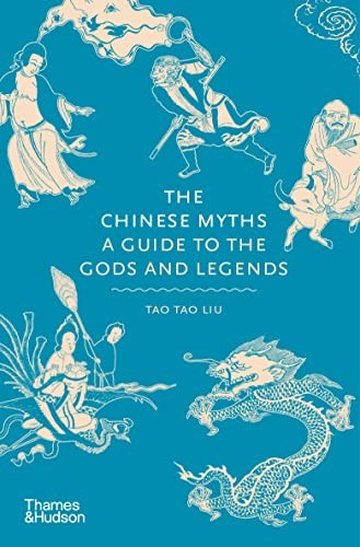 THE
CHINESE MYTHS
A GUIDE TO THE
GODS AND LEGENDS
TAO TAO LIU
Thames
&Hudson